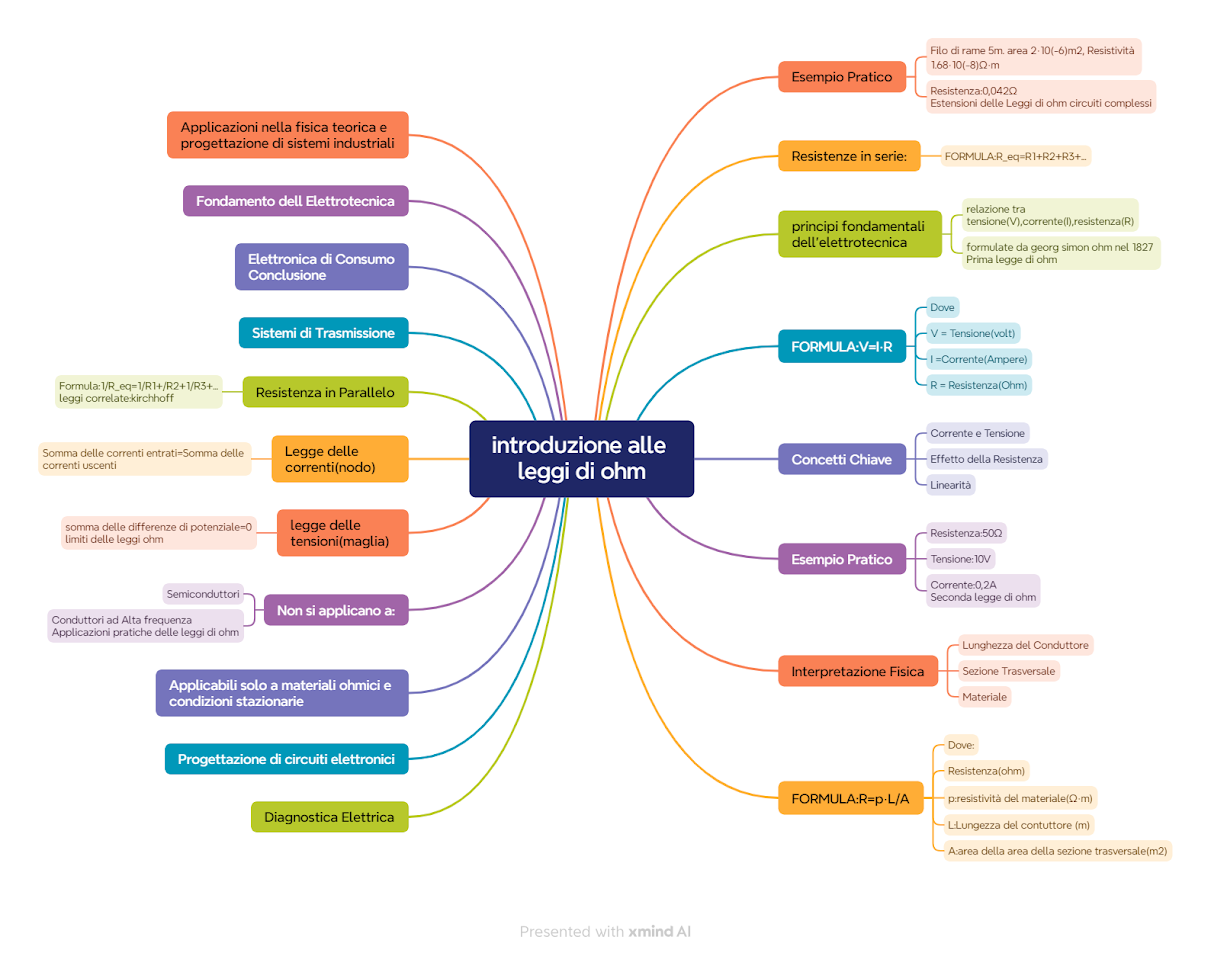 introduzione alle
leggi di ohm
Esempio Pratico
Filo di rame 5m. area 2·10(-6)m2, Resistività
1.68·10(-8)Ω·m
Resistenza:0,042Ω
Estensioni delle Leggi di ohm circuiti complessi
Resistenze in serie:
FORMULA:R_eq=R1+R2+R3+...
principi fondamentali
dell'elettrotecnica
relazione tra
tensione(V),corrente(I),resistenza(R)
formulate da georg simon ohm nel 1827
Prima legge di ohm
FORMULA:V=I·R
Dove
V = Tensione(volt)
I =Corrente(Ampere)
R = Resistenza(Ohm)
Concetti Chiave
Corrente e Tensione
Effetto della Resistenza
Linearità
Esempio Pratico
Resistenza:50Ω
Tensione:10V
Corrente:0,2A
Seconda legge di ohm
Interpretazione Fisica
Lunghezza del Conduttore
Sezione Trasversale
Materiale
FORMULA:R=p·L/A
Dove:
Resistenza(ohm)
p:resistività del materiale(Ω·m)
L:Lungezza del contuttore (m)
A:area della area della sezione trasversale(m2)
Applicazioni nella fisica teorica e
progettazione di sistemi industriali
Fondamento dell Elettrotecnica
Elettronica di Consumo
Conclusione
Sistemi di Trasmissione
Resistenza in Parallelo
Formula:1/R_eq=1/R1+/R2+1/R3+...
leggi correlate:kirchhoff
Legge delle
correnti(nodo)
Somma delle correnti entrati=Somma delle
correnti uscenti
legge delle
tensioni(maglia)
somma delle differenze di potenziale=0
limiti delle leggi ohm
Non si applicano a:
Semiconduttori
Conduttori ad Alta frequenza
Applicazioni pratiche delle leggi di ohm
Applicabili solo a materiali ohmici e
condizioni stazionarie
Progettazione di circuiti elettronici
Diagnostica Elettrica
Presented with xmind AI